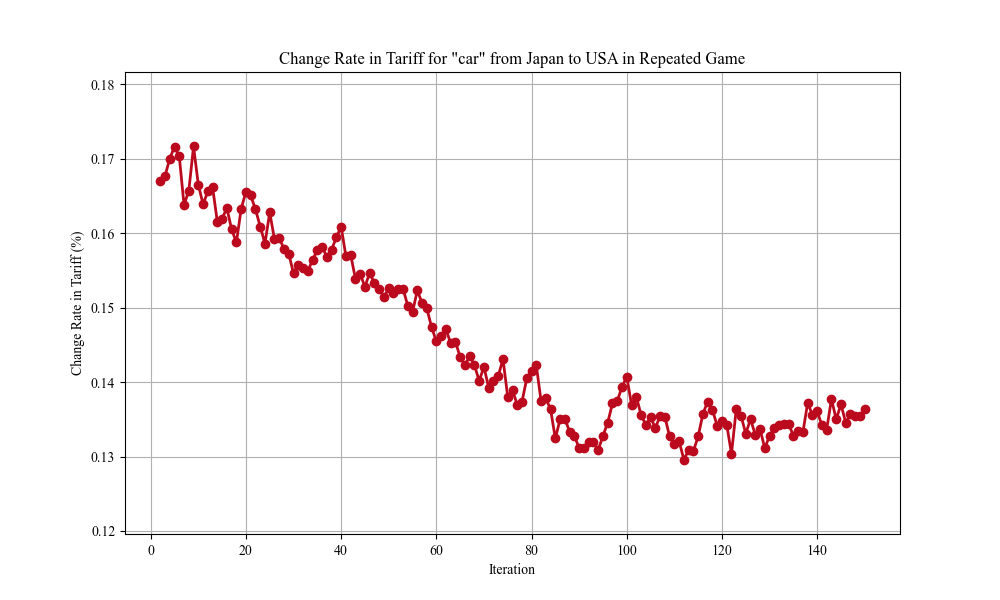 Change Rate in Tariff for "car" from Japan to USA in Repeated Game
0.18
0.17
0.16
0.15
0.14
0.13
0.12
Change Rate in Tariff (%)
0 20 40 60 80 100 120 140
Iteration